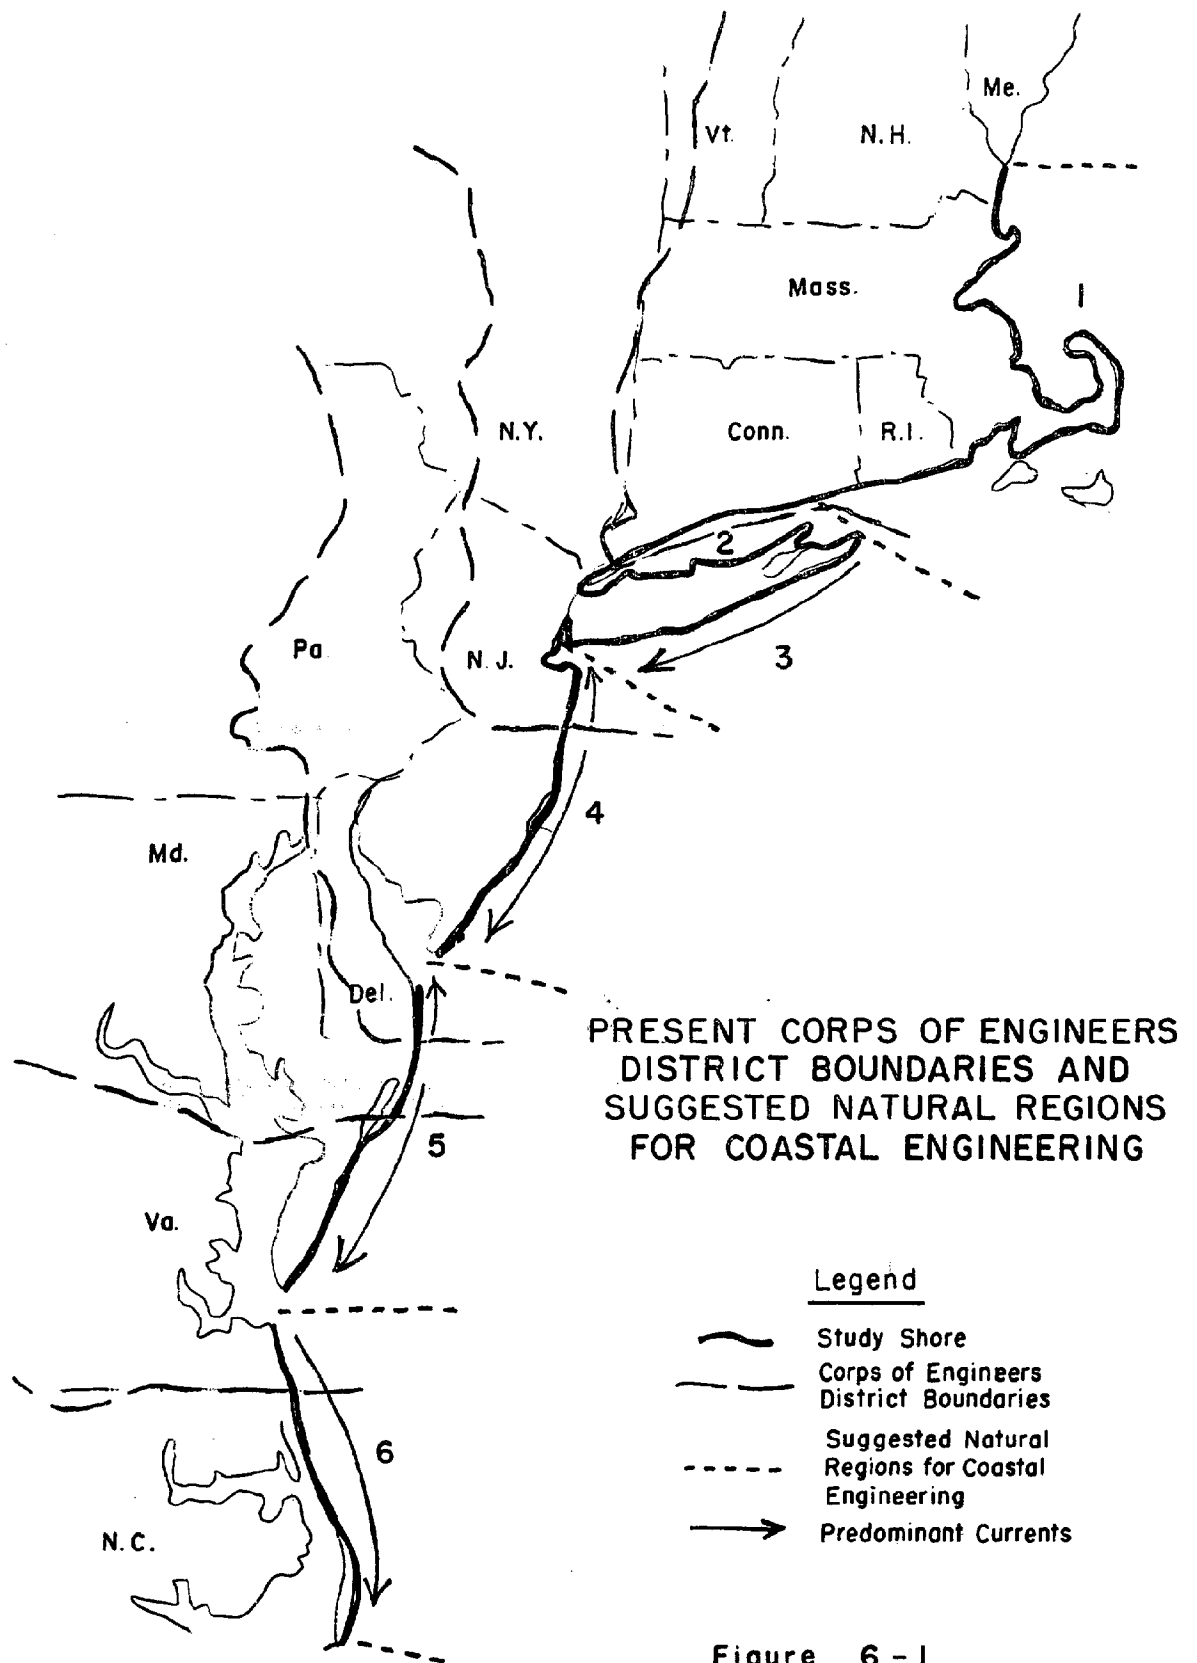 Me.
Vt.
N.H.
Mass.
1
N.Y.
Conn.
R.I.
2
Pa
N.J.
3
4
Md.
Del.
PRESENT CORPS OF ENGINEERS
DISTRICT BOUNDARIES AND
SUGGESTED NATURAL REGIONS
FOR COASTAL ENGINEERING
5
Va.
Legend
Study Shore
Corps of Engineers
District Boundaries
6
Suggested Natural
Regions for Coastal
Engineering
Predominant Currents
N.C.
Figure 6-1